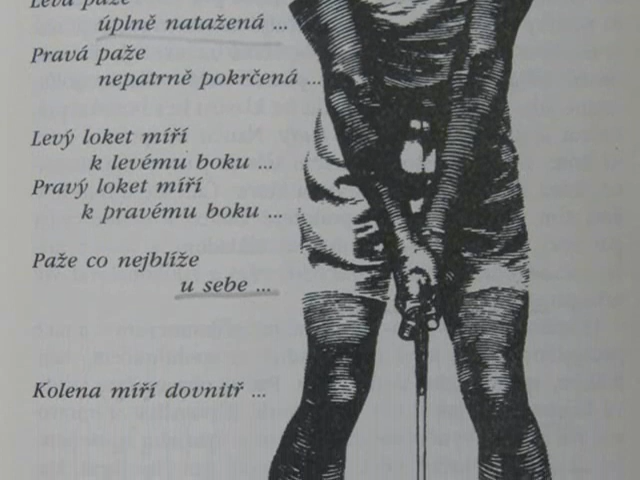 Levá paže
úplně natažená ...
Pravá paže
nepatrně pokrčená ...
Levý loket míří
k levému boku ...
Pravý loket míří
k pravému boku ...
Paže co nejblíže
u sebe ...
Kolena míří dovnitř ...